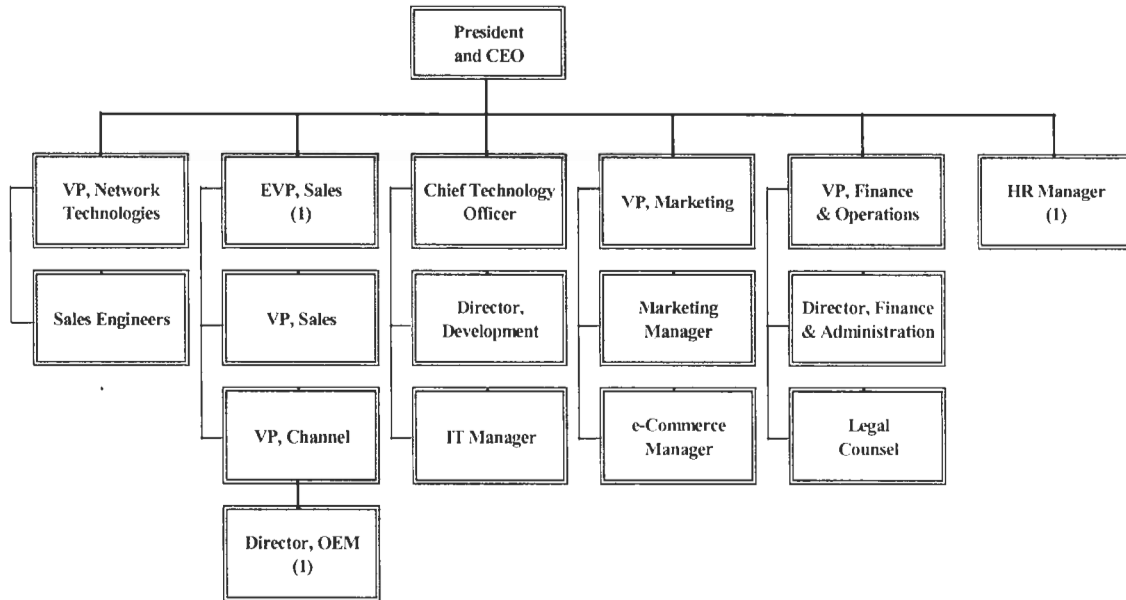 President
and CEO
VP, Network
Technologies
EVP, Sales
(1)
Chief Technology
Officer
VP, Marketing
VP, Finance
& Operations
HR Manager
(1)
Sales Engineers
VP, Sales
Director,
Development
Marketing
Manager
Director, Finance
& Administration
VP, Channel
IT Manager
e-Commerce
Manager
Legal
Counsel
Director, OEM
(1)